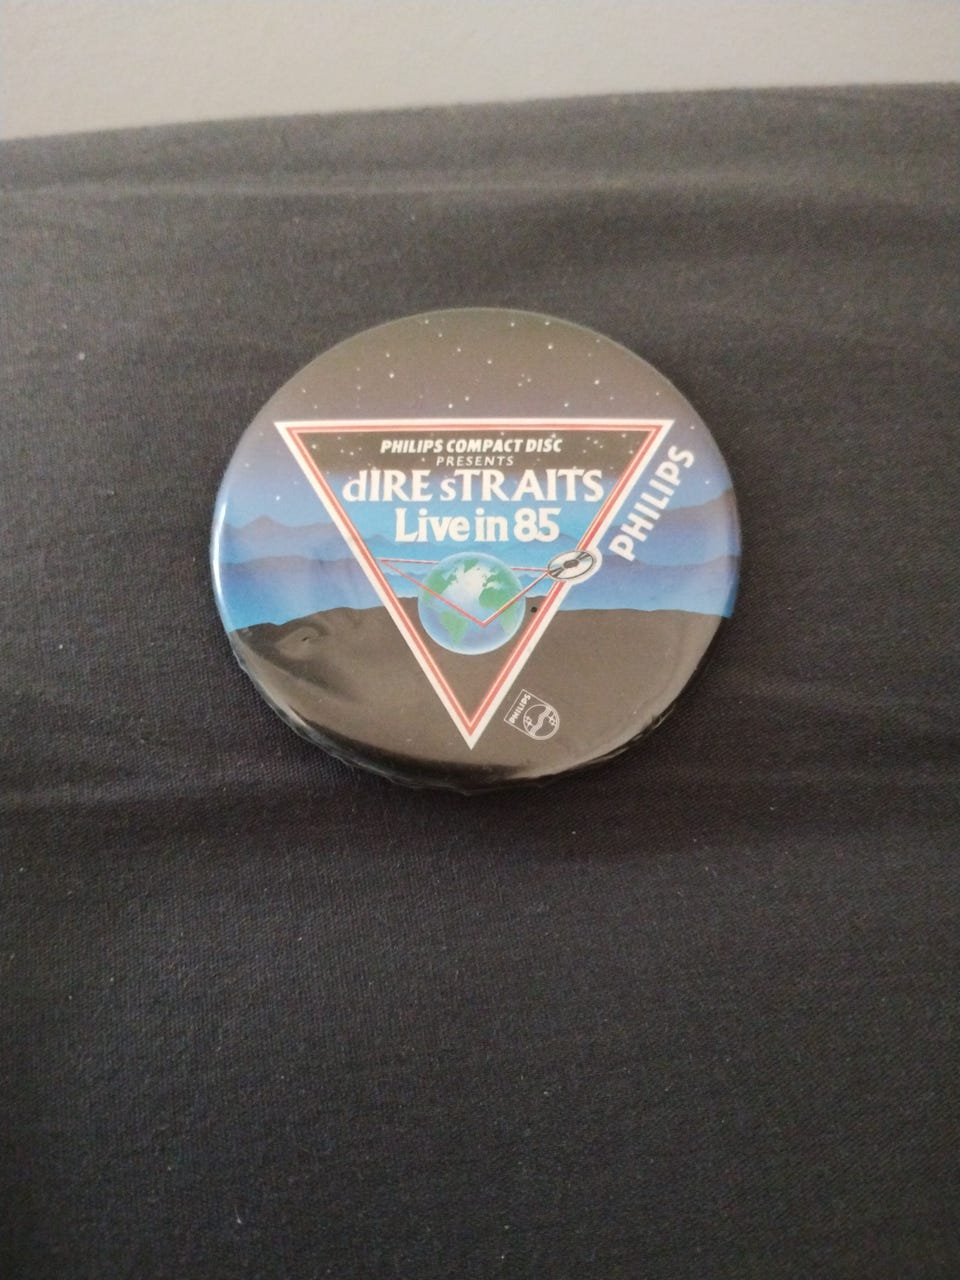 PHILIPS COMPACT DISC
PRESENTS
dIRE sTRAITS
Live in 85
PHILIPS
PHILIPS